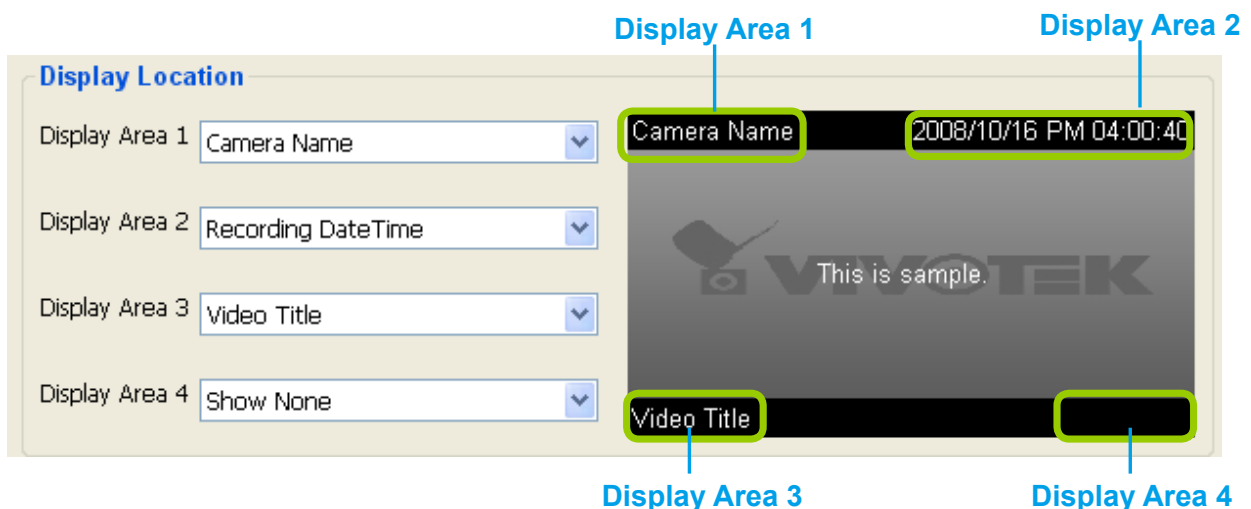 Display Area 1
Display Area 2
Display Location
Display Area 1
Camera Name
Display Area 2
Recording DateTime
Display Area 3
Video Title
Display Area 4
Show None
Camera Name
2008/10/16 PM 04:00:40
VIVOTEK
This is sample.
Video Title
Display Area 3
Display Area 4